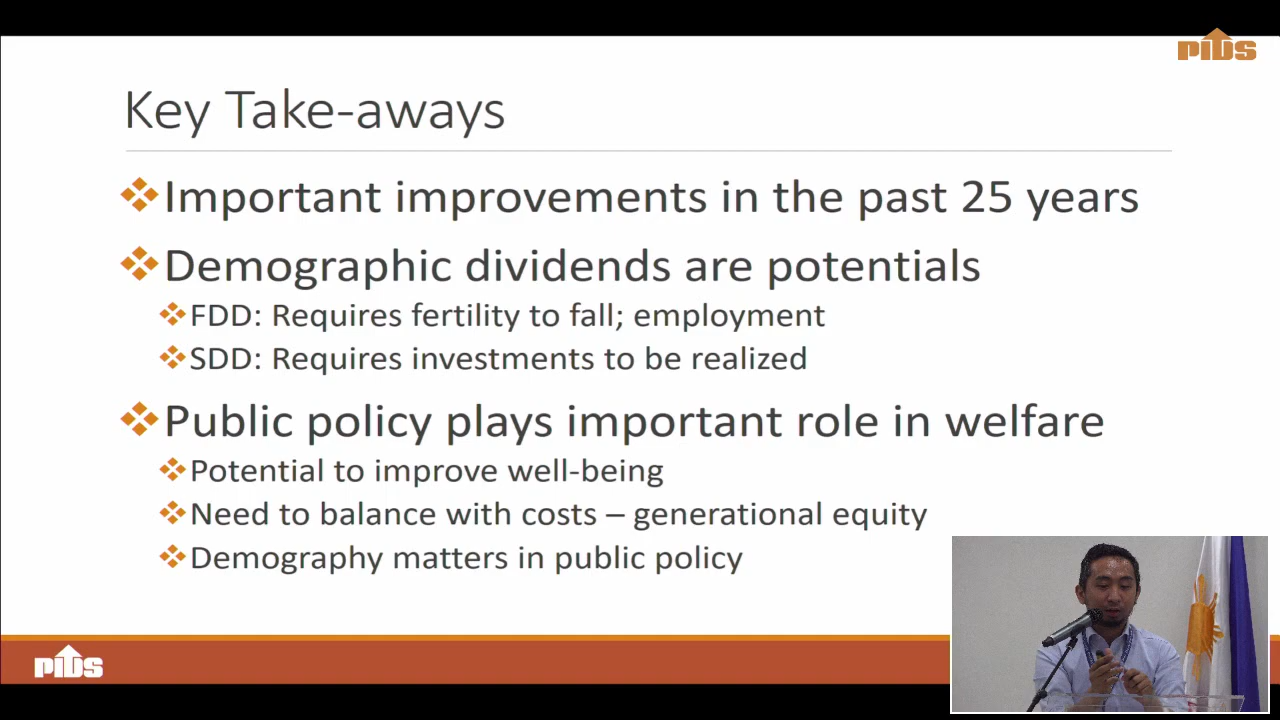 PIDS
Key Take-aways
Important improvements in the past 25 years
Demographic dividends are potentials
FDD: Requires fertility to fall; employment
SDD: Requires investments to be realized
Public policy plays important role in welfare
Potential to improve well-being
Need to balance with costs – generational equity
Demography matters in public policy
PIDS